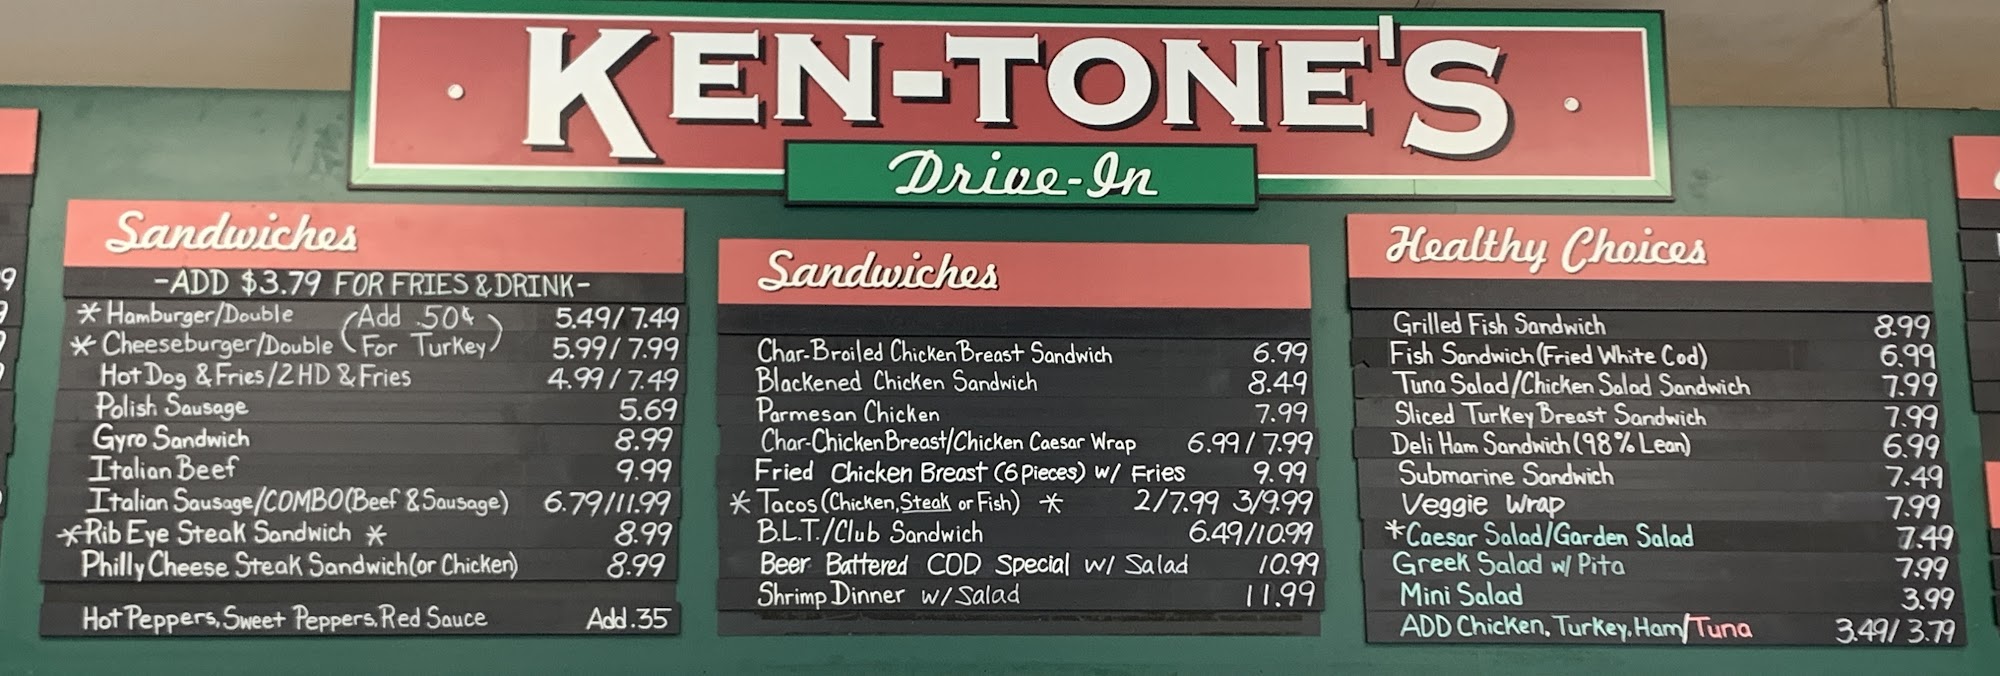 KEN-TONE'S
Drive-In
Sandwiches
-ADD $3.79 FOR FRIES & DRINK-
* Hamburger/Double (Add .50¢ 5.49/7.49
* Cheeseburger/Double For Turkey) 5.99/7.99
Hot Dog & Fries/2HD & Fries 4.99/7.49
Polish Sausage 5.69
Gyro Sandwich 8.99
Italian Beef 9.99
Italian Sausage/COMBO(Beef & Sausage) 6.79/11.99
*Rib Eye Steak Sandwich * 8.99
Philly Cheese Steak Sandwich(or Chicken) 8.99
Hot Peppers, Sweet Peppers, Red Sauce Add .35
Sandwiches
Char-Broiled Chicken Breast Sandwich 6.99
Blackened Chicken Sandwich 8.49
Parmesan Chicken 7.99
Char-Chicken Breast/Chicken Caesar Wrap 6.99/7.99
Fried Chicken Breast (6 Pieces) w/ Fries 9.99
* Tacos (Chicken, Steak or Fish) * 2/7.99 3/9.99
B.L.T./Club Sandwich 6.49/10.99
Beer Battered COD Special w/ Salad 10.99
Shrimp Dinner w/ Salad 11.99
Healthy Choices
Grilled Fish Sandwich 8.99
Fish Sandwich (Fried White Cod) 6.99
Tuna Salad/Chicken Salad Sandwich 7.99
Sliced Turkey Breast Sandwich 7.99
Deli Ham Sandwich (98% Lean) 6.99
Submarine Sandwich 7.49
Veggie Wrap 7.99
*Caesar Salad/Garden Salad 7.49
Greek Salad w/ Pita 7.99
Mini Salad 3.99
ADD Chicken, Turkey, Ham/Tuna 3.49/3.79